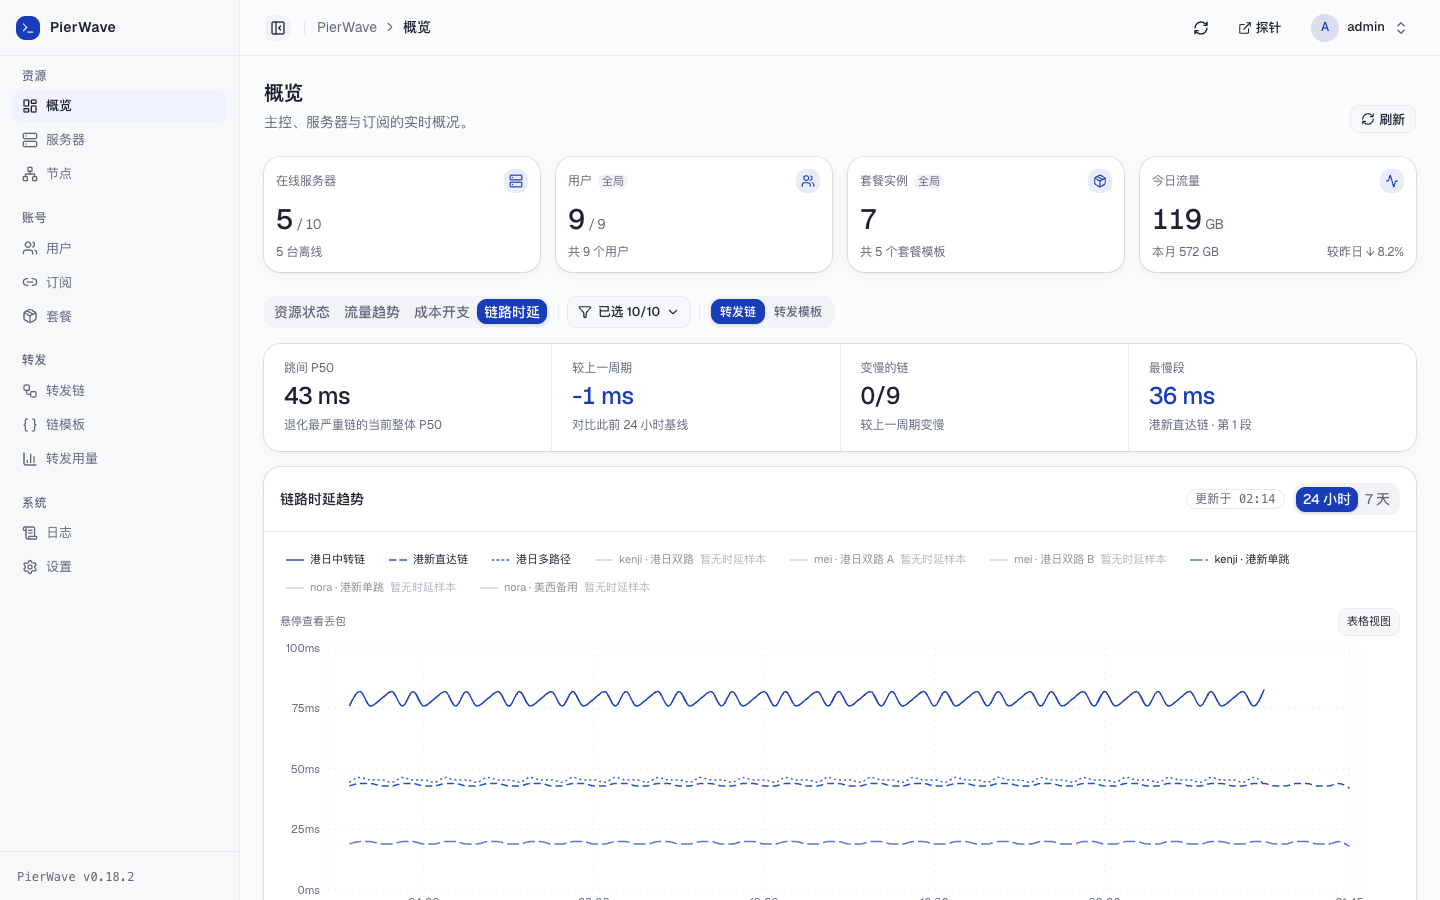 PierWave
资源
概览
服务器
节点
账号
用户
订阅
套餐
转发
转发链
链模板
转发用量
系统
日志
设置
PierWave v0.18.2
PierWave > 概览
探针
A admin
概览
主控、服务器与订阅的实时概况。
刷新
在线服务器
5 / 10
5 台离线
用户 全局
9 / 9
共 9 个用户
套餐实例 全局
7
共 5 个套餐模板
今日流量
119 GB
本月 572 GB 较昨日 ↓ 8.2%
资源状态 流量趋势 成本开支 链路时延
已选 10/10
转发链 转发模板
跳间 P50
43 ms
退化最严重链的当前整体 P50
较上一周期
-1 ms
对比此前 24 小时基线
变慢的链
0/9
较上一周期变慢
最慢段
36 ms
港新直达链 · 第 1 段
链路时延趋势
更新于 02:14
24 小时 7 天
港日中转链 港新直达链 港日多路径 kenji · 港日双路 暂无时延样本 mei · 港日双路 A 暂无时延样本 mei · 港日双路 B 暂无时延样本 kenji · 港新单跳
nora · 港新单跳 暂无时延样本 nora · 美西备用 暂无时延样本
悬停查看丢包
表格视图
100ms
75ms
50ms
25ms
0ms